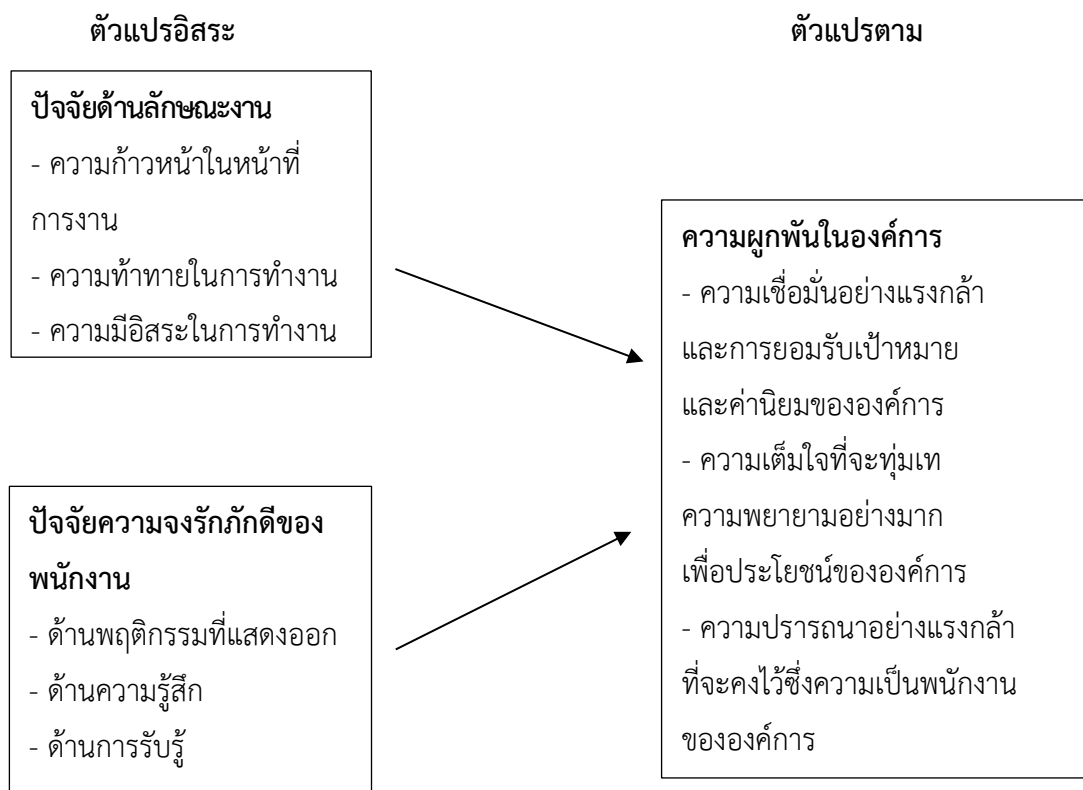 ตัวแปรอิสระ
ตัวแปรตาม
ปัจจัยด้านลักษณะงาน
- ความก้าวหน้าในหน้าที่
การงาน
- ความท้าทายในการทำงาน
- ความมีอิสระในการทำงาน
ปัจจัยความจงรักภักดีของ
พนักงาน
- ด้านพฤติกรรมที่แสดงออก
- ด้านความรู้สึก
- ด้านการรับรู้
ความผูกพันในองค์การ
- ความเชื่อมั่นอย่างแรงกล้า
และการยอมรับเป้าหมาย
และค่านิยมขององค์การ
- ความเต็มใจที่จะทุ่มเท
ความพยายามอย่างมาก
เพื่อประโยชน์ขององค์การ
- ความปรารถนาอย่างแรงกล้า
ที่จะคงไว้ซึ่งความเป็นพนักงาน
ขององค์การ